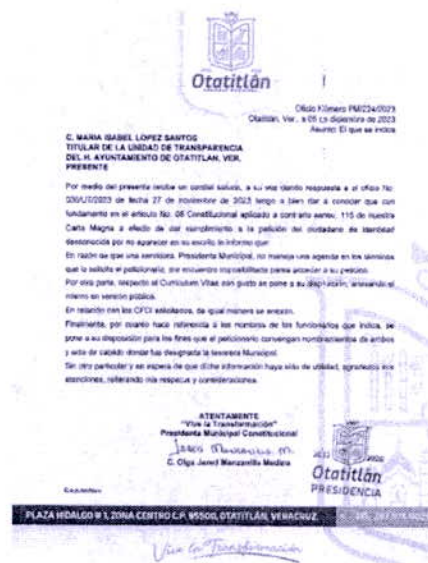 Otatitlán
Oficio Número PM/224/2023
Otatitlán, Ver., a 05 de diciembre de 2023
Asunto: El que se indica
C. MARIA ISABEL LOPEZ SANTOS
TITULAR DE LA UNIDAD DE TRANSPARENCIA
DEL H. AYUNTAMIENTO DE OTATITLAN, VER.
PRESENTE
Por medio del presente reciba un cordial saludo, a su vez dando respuesta a el oficio No.
030/UT/2023 de fecha 27 de noviembre de 2023 tengo a bien dar a conocer que con
fundamento en el artículo No. 08 Constitucional aplicado a contrario sensu, 115 de nuestra
Carta Magna a efecto de dar cumplimiento a la petición del ciudadano de identidad
desconocida por no aparecer en su escrito, le informo que:
En razón de que una servidora, Presidenta Municipal, no maneja una agenda en los términos
que lo solicita el peticionario, me encuentro imposibilitada para acceder a su petición.
Por otra parte, respecto al Curriculum Vitae con gusto se pone a su disposición, anexando el
mismo en versión pública.
En relación con los CFDI solicitados, de igual manera se anexan.
Finalmente, por cuanto hace referencia a los nombres de los funcionarios que indica, se
pone a su disposición para los fines que el peticionario convengan nombramientos de ambos
y acta de cabildo donde fue designada la tesorera Municipal.
Sin otro particular y en espera de que dicha información haya sido de utilidad, agradezco sus
atenciones, reiterando mis respetos y consideraciones.
ATENTAMENTE
"Vive la Transformación"
Presidenta Municipal Constitucional
Janet Manzanilla M.
C. Olga Janet Manzanilla Medina
Otatitlán
PRESIDENCIA
PLAZA HIDALGO # 1, ZONA CENTRO C.P. 95500, OTATITLÁN, VERACRUZ.
Vive la Transformación